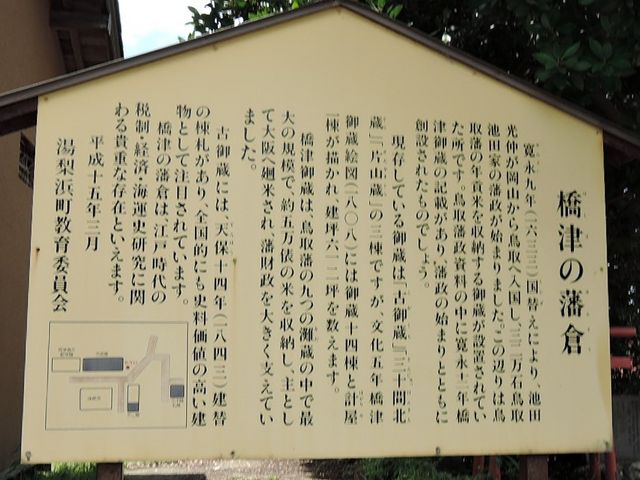 橋津の藩倉
寛永九年(一六三二)国替えにより、池田
光仲が岡山から鳥取へ入国し、三二万石鳥取
池田家の藩政が始まりました。この辺りは鳥
取藩の年貢米を収納する御蔵が設置されてい
た所です。鳥取藩政資料の中に寛永十二年橋
津御蔵の記載があり、藩政の始まりとともに
創設されたものでしょう。
現存している御蔵は「古御蔵」「三十間北
蔵」「片山蔵」の三棟ですが、文化五年橋津
御蔵絵図(一八〇八)には御蔵十四棟と計屋
一棟が描かれ、建坪六一二坪を数えます。
橋津御蔵は、鳥取藩の九つの灘蔵の中で最
大の規模で、約五万俵の米を収納し、主とし
て大阪へ廻米され、藩財政を大きく支えてい
ました。
古御蔵には、天保十四年(一八四三)建替
の棟札があり、全国的にも史料価値の高い建
物として注目されています。
橋津の藩倉は、江戸時代の
税制・経済・海運史研究に関
わる貴重な存在といえます。
平成十五年三月
湯梨浜町教育委員会